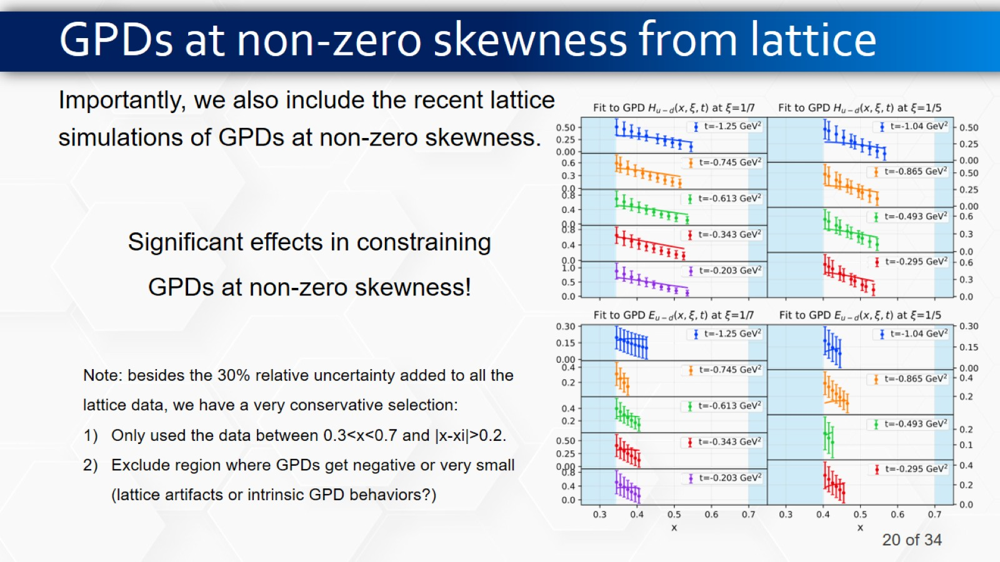 GPDs at non-zero skewness from lattice
Importantly, we also include the recent lattice
simulations of GPDs at non-zero skewness.
Significant effects in constraining
GPDs at non-zero skewness!
Note: besides the 30% relative uncertainty added to all the
lattice data, we have a very conservative selection:
1) Only used the data between 0.3<x<0.7 and |x-xi|>0.2.
2) Exclude region where GPDs get negative or very small
(lattice artifacts or intrinsic GPD behaviors?)
Fit to GPD H_{u-d}(x, ξ, t) at ξ=1/7
0.50
0.25
0.00
t=-1.25 GeV²
0.6
0.3
0.0
t=-0.745 GeV²
0.8
0.4
0.0
t=-0.613 GeV²
0.8
0.4
0.0
t=-0.343 GeV²
1.0
0.5
0.0
t=-0.203 GeV²
Fit to GPD H_{u-d}(x, ξ, t) at ξ=1/5
t=-1.04 GeV²
0.50
0.25
0.00
t=-0.865 GeV²
0.50
0.25
0.00
t=-0.493 GeV²
0.6
0.3
0.0
t=-0.295 GeV²
0.6
0.3
0.0
Fit to GPD E_{u-d}(x, ξ, t) at ξ=1/7
0.30
0.15
0.00
t=-1.25 GeV²
0.4
0.2
t=-0.745 GeV²
0.4
0.2
t=-0.613 GeV²
0.50
0.25
0.00
t=-0.343 GeV²
0.8
0.4
0.0
t=-0.203 GeV²
0.3 0.4 0.5 0.6 0.7
x
Fit to GPD E_{u-d}(x, ξ, t) at ξ=1/5
t=-1.04 GeV²
0.30
0.15
0.00
t=-0.865 GeV²
0.4
0.2
t=-0.493 GeV²
0.2
0.1
t=-0.295 GeV²
0.4
0.2
0.0
0.3 0.4 0.5 0.6 0.7
x
20 of 34